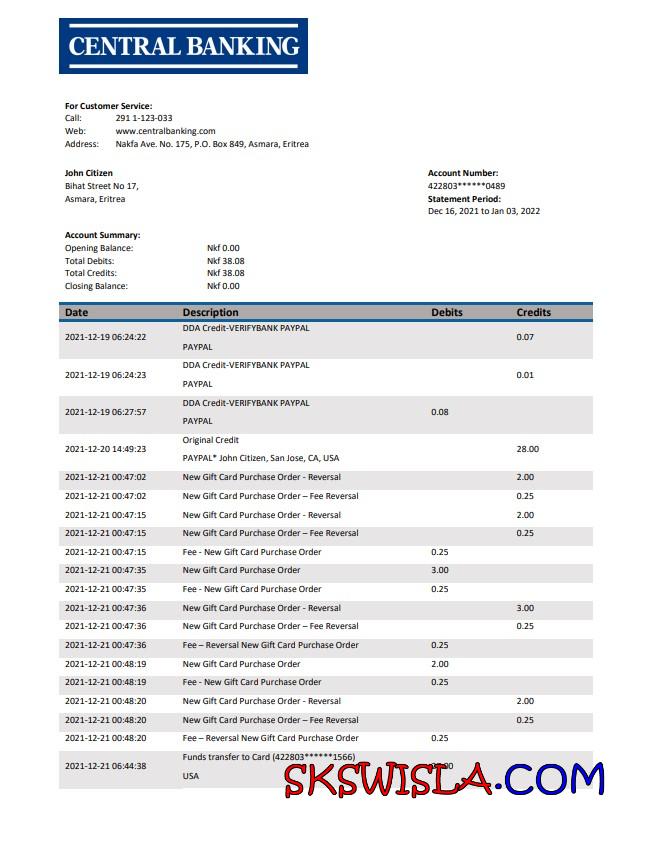 CENTRAL BANKING
For Customer Service:
Call: 291 1-123-033
Web: www.centralbanking.com
Address: Nakfa Ave. No. 175, P.O. Box 849, Asmara, Eritrea
John Citizen Account Number:
Bihat Street No 17, 422803******0489
Asmara, Eritrea Statement Period:
Dec 16, 2021 to Jan 03, 2022
Account Summary:
Opening Balance: Nkf 0.00
Total Debits: Nkf 38.08
Total Credits: Nkf 38.08
Closing Balance: Nkf 0.00
Date Description Debits Credits
DDA Credit-VERIFYBANK PAYPAL
2021-12-19 06:24:22 0.07
PAYPAL
DDA Credit-VERIFYBANK PAYPAL
2021-12-19 06:24:23 0.01
PAYPAL
DDA Credit-VERIFYBANK PAYPAL
2021-12-19 06:27:57 0.08
PAYPAL
Original Credit
2021-12-20 14:49:23 28.00
PAYPAL* John Citizen, San Jose, CA, USA
2021-12-21 00:47:02 New Gift Card Purchase Order - Reversal 2.00
2021-12-21 00:47:02 New Gift Card Purchase Order – Fee Reversal 0.25
2021-12-21 00:47:15 New Gift Card Purchase Order - Reversal 2.00
2021-12-21 00:47:15 New Gift Card Purchase Order – Fee Reversal 0.25
2021-12-21 00:47:15 Fee - New Gift Card Purchase Order 0.25
2021-12-21 00:47:35 New Gift Card Purchase Order 3.00
2021-12-21 00:47:35 Fee - New Gift Card Purchase Order 0.25
2021-12-21 00:47:36 New Gift Card Purchase Order - Reversal 3.00
2021-12-21 00:47:36 New Gift Card Purchase Order – Fee Reversal 0.25
2021-12-21 00:47:36 Fee – Reversal New Gift Card Purchase Order 0.25
2021-12-21 00:48:19 New Gift Card Purchase Order 2.00
2021-12-21 00:48:19 Fee - New Gift Card Purchase Order 0.25
2021-12-21 00:48:20 New Gift Card Purchase Order - Reversal 2.00
2021-12-21 00:48:20 New Gift Card Purchase Order – Fee Reversal 0.25
2021-12-21 00:48:20 Fee – Reversal New Gift Card Purchase Order 0.25
Funds transfer to Card (422803******1566)
2021-12-21 06:44:38
USA
SKSWISLA.COM